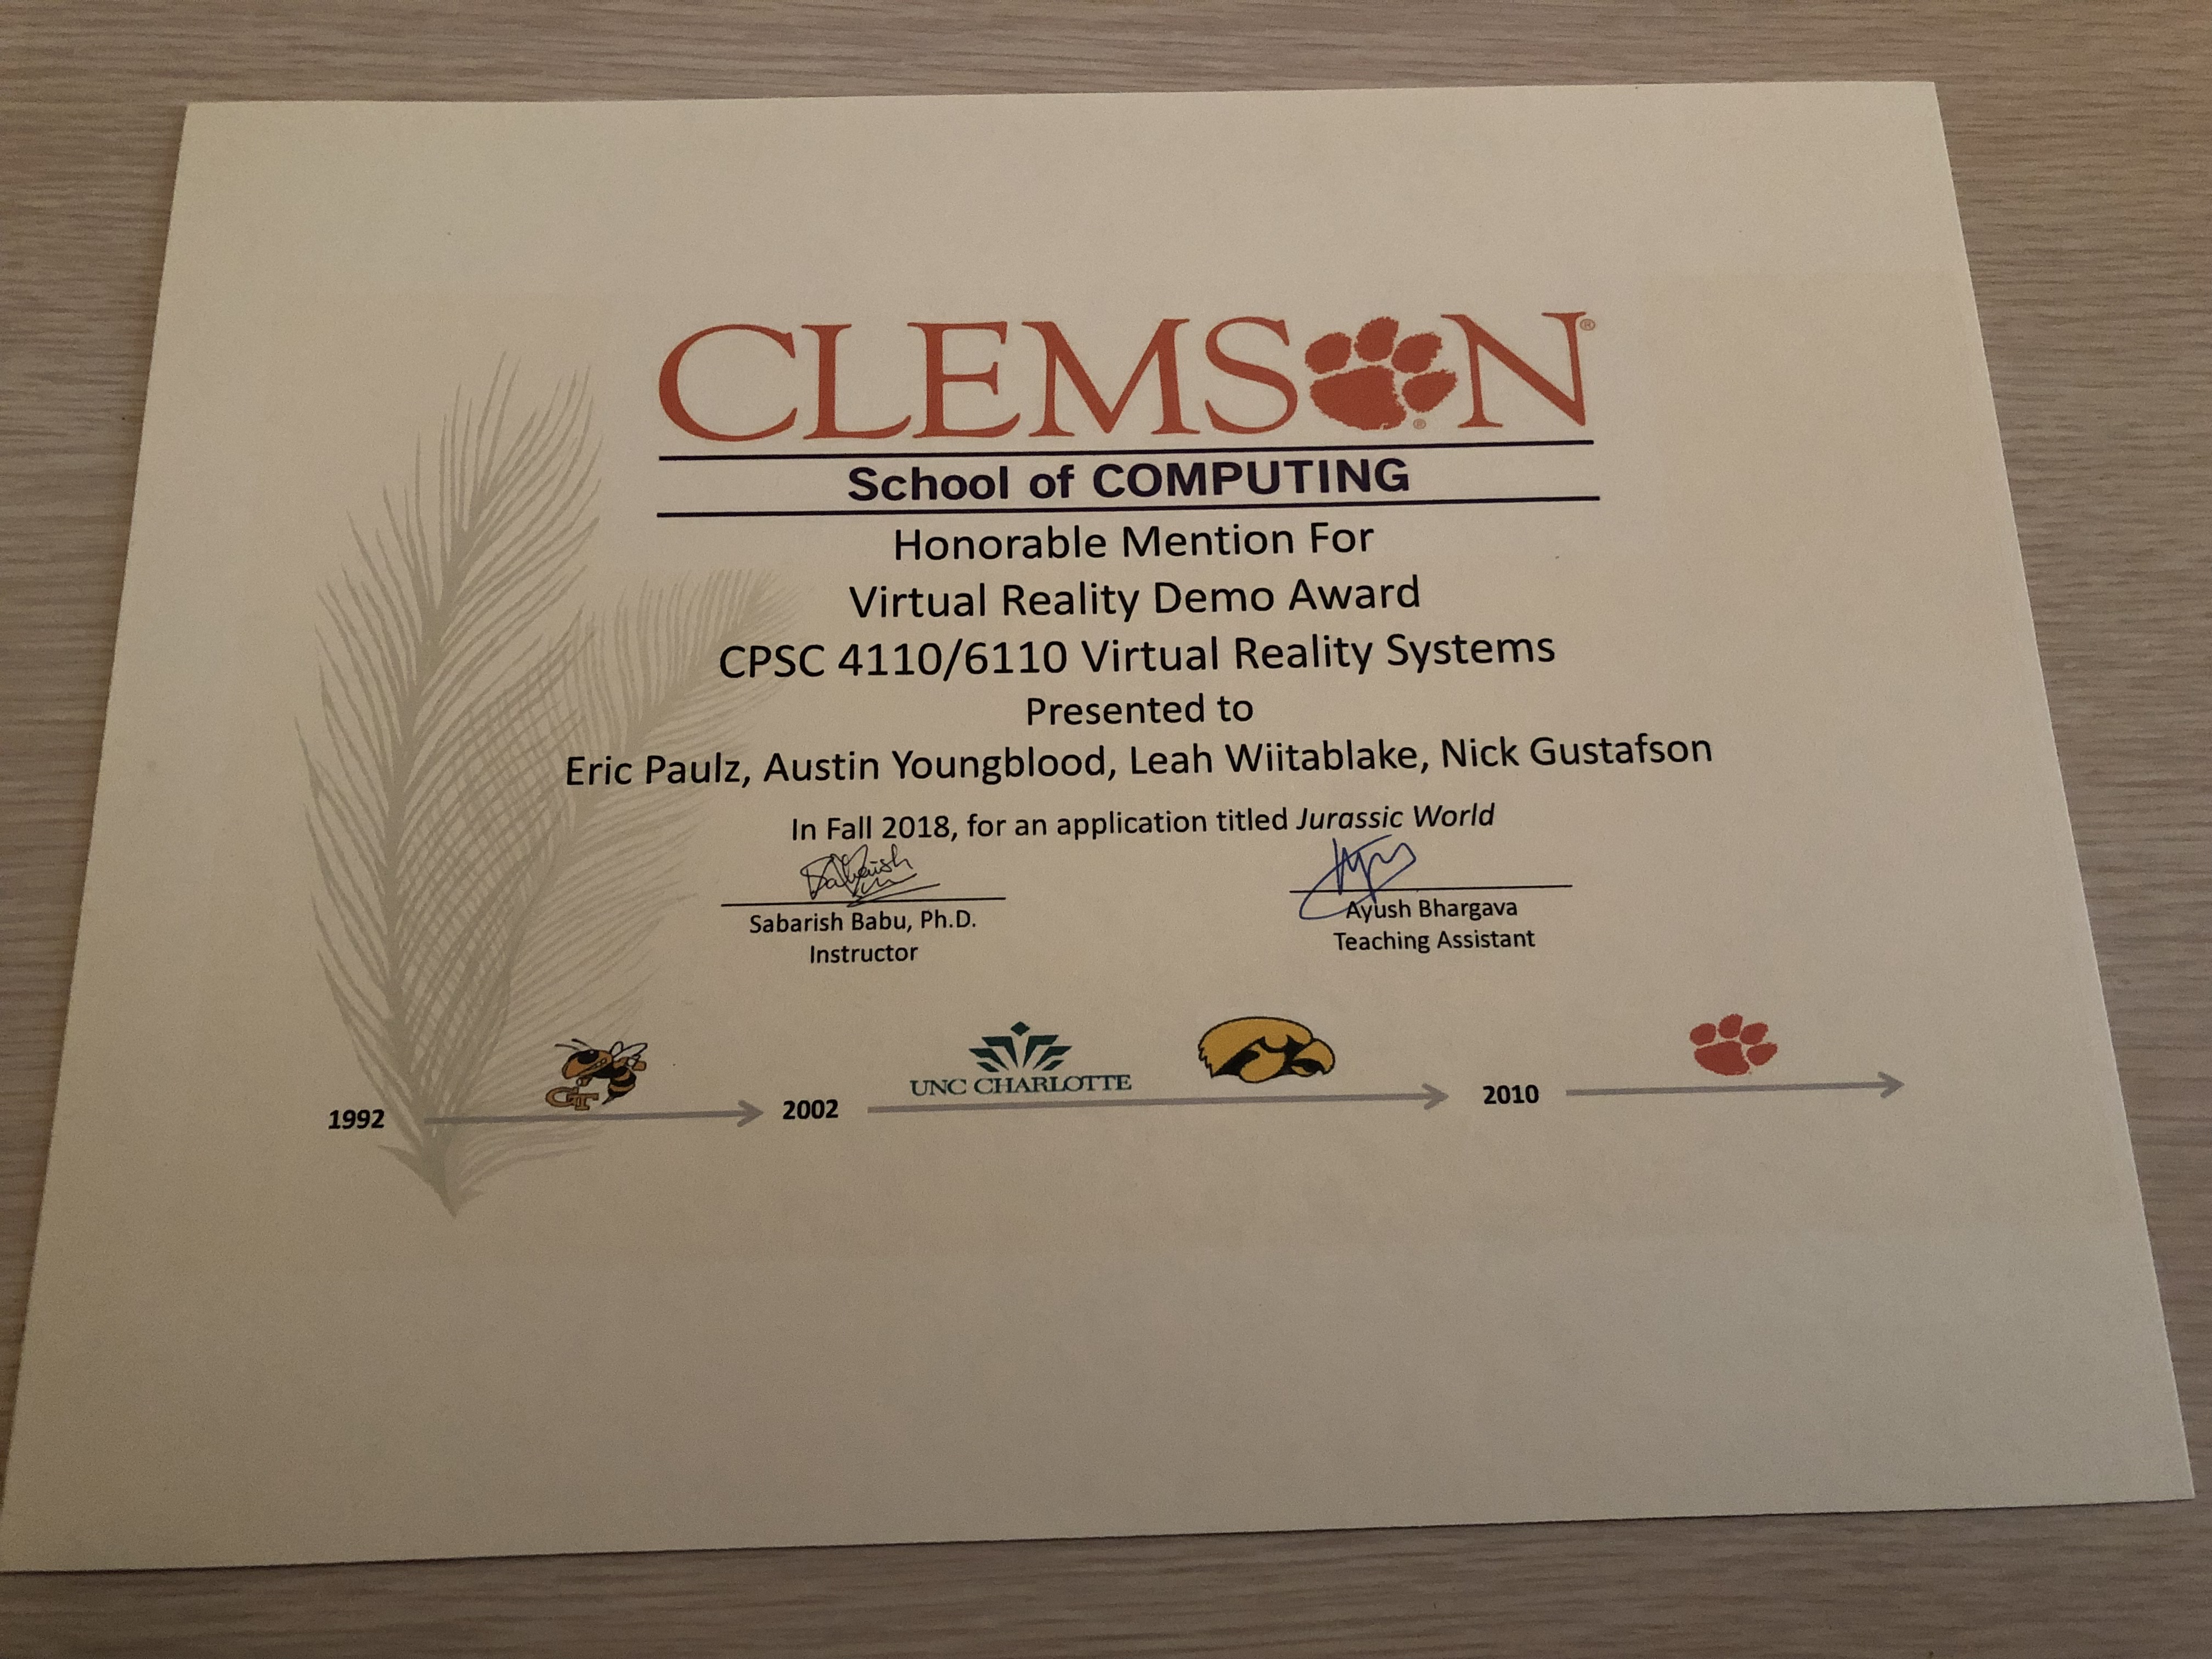 CLEMSON®
School of COMPUTING
Honorable Mention For
Virtual Reality Demo Award
CPSC 4110/6110 Virtual Reality Systems
Presented to
Eric Paulz, Austin Youngblood, Leah Wiitablake, Nick Gustafson
In Fall 2018, for an application titled Jurassic World
Sabarish Babu, Ph.D.
Instructor
Ayush Bhargava
Teaching Assistant
GT
UNC CHARLOTTE
1992
2002
2010